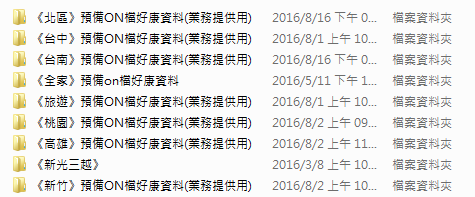 《北區》預備ON檔好康資料(業務提供用) 2016/8/16 下午 0... 檔案資料夾
《台中》預備ON檔好康資料(業務提供用) 2016/8/1 上午 10... 檔案資料夾
《台南》預備ON檔好康資料(業務提供用) 2016/8/16 下午 0... 檔案資料夾
《全家》預備on檔好康資料 2016/5/11 下午 1... 檔案資料夾
《旅遊》預備ON檔好康資料(業務提供用) 2016/8/1 上午 10... 檔案資料夾
《桃園》預備ON檔好康資料(業務提供用) 2016/8/2 上午 09... 檔案資料夾
《高雄》預備ON檔好康資料(業務提供用) 2016/8/2 上午 11... 檔案資料夾
《新光三越》 2016/3/8 上午 10... 檔案資料夾
《新竹》預備ON檔好康資料(業務提供用) 2016/8/2 上午 10... 檔案資料夾